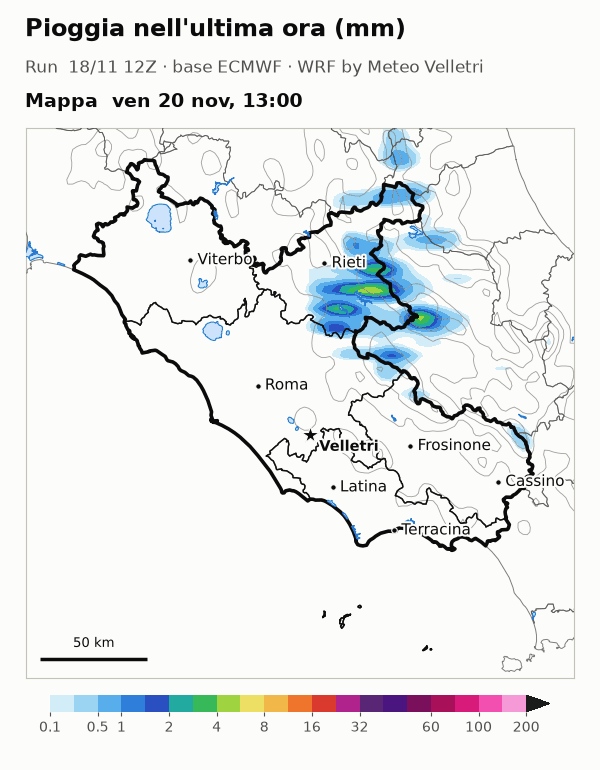 Pioggia nell'ultima ora (mm)
Run  18/11 12Z · base ECMWF · WRF by Meteo Velletri
Mappa  ven 20 nov, 13:00
Viterbo
Rieti
Roma
Velletri
Frosinone
Latina
Cassino
Terracina
50 km
0.1 0.5 1 2 4 8 16 32 60 100 200